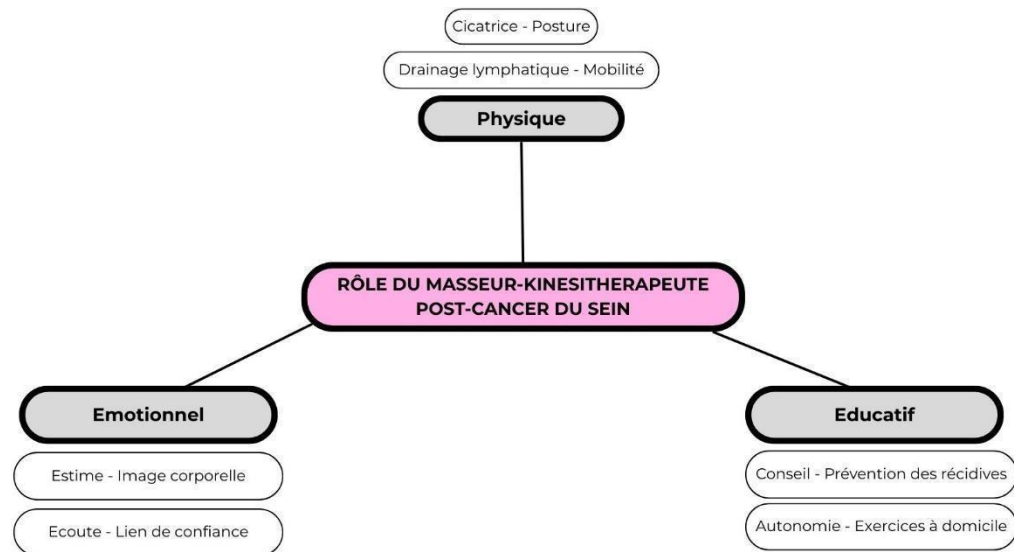 Cicatrice - Posture
Drainage lymphatique - Mobilité
Physique
RÔLE DU MASSEUR-KINESITHERAPEUTE
POST-CANCER DU SEIN
Emotionnel
Estime - Image corporelle
Ecoute - Lien de confiance
Educatif
Conseil - Prévention des récidives
Autonomie - Exercices à domicile